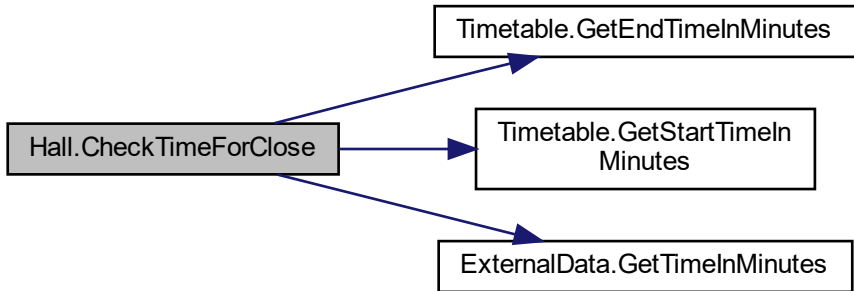 Timetable.GetEndTimeInMinutes
Hall.CheckTimeForClose
Timetable.GetStartTimeIn
Minutes
ExternalData.GetTimeInMinutes